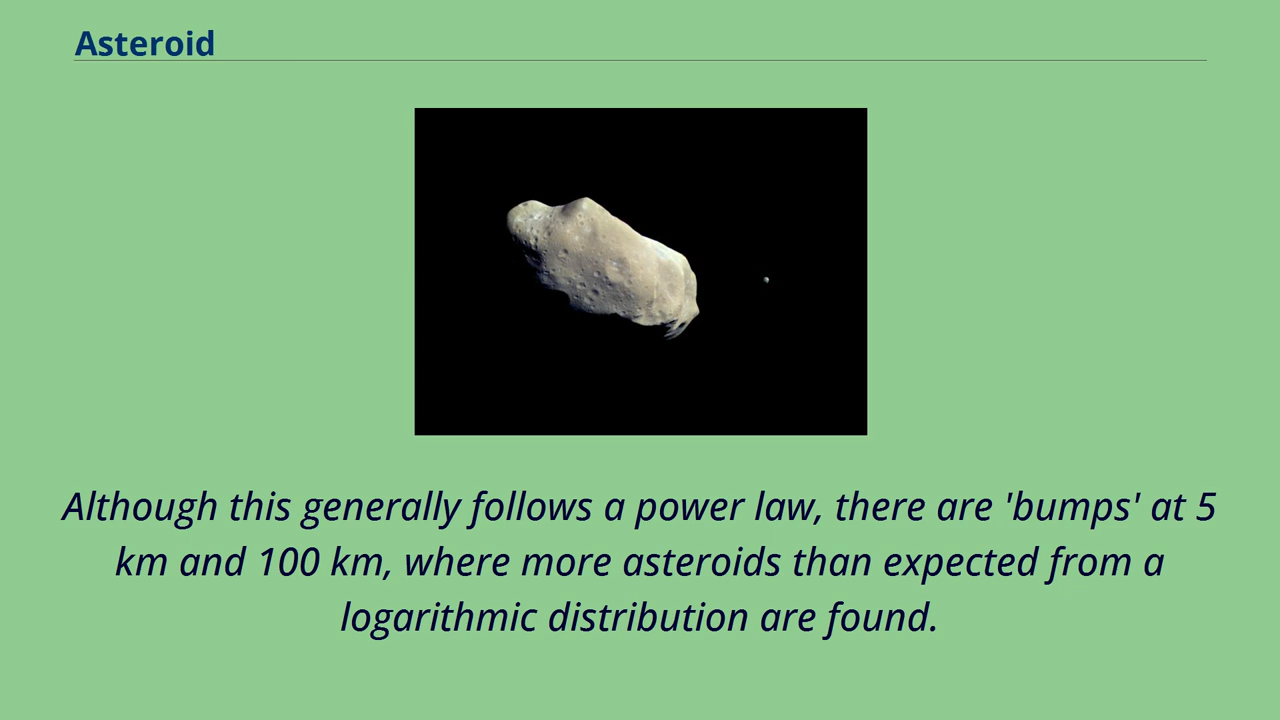 Asteroid
Although this generally follows a power law, there are 'bumps' at 5
km and 100 km, where more asteroids than expected from a
logarithmic distribution are found.